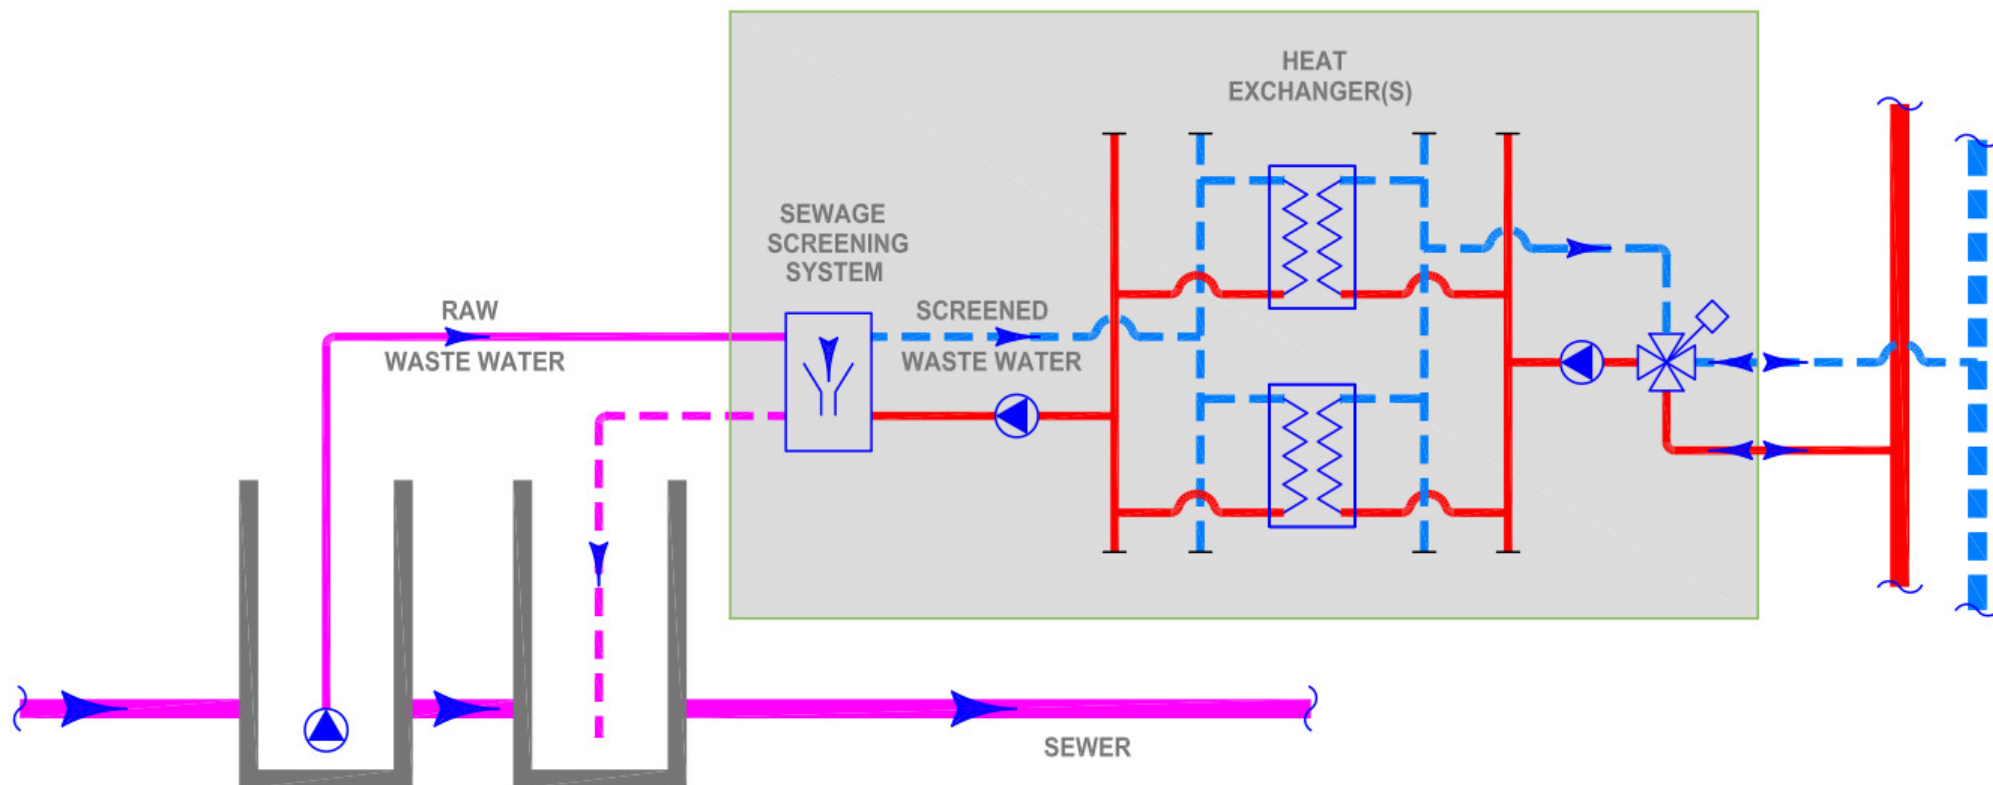 HEAT
EXCHANGER(S)
SEWAGE
SCREENING
SYSTEM
RAW
WASTE WATER
SCREENED
WASTE WATER
SEWER